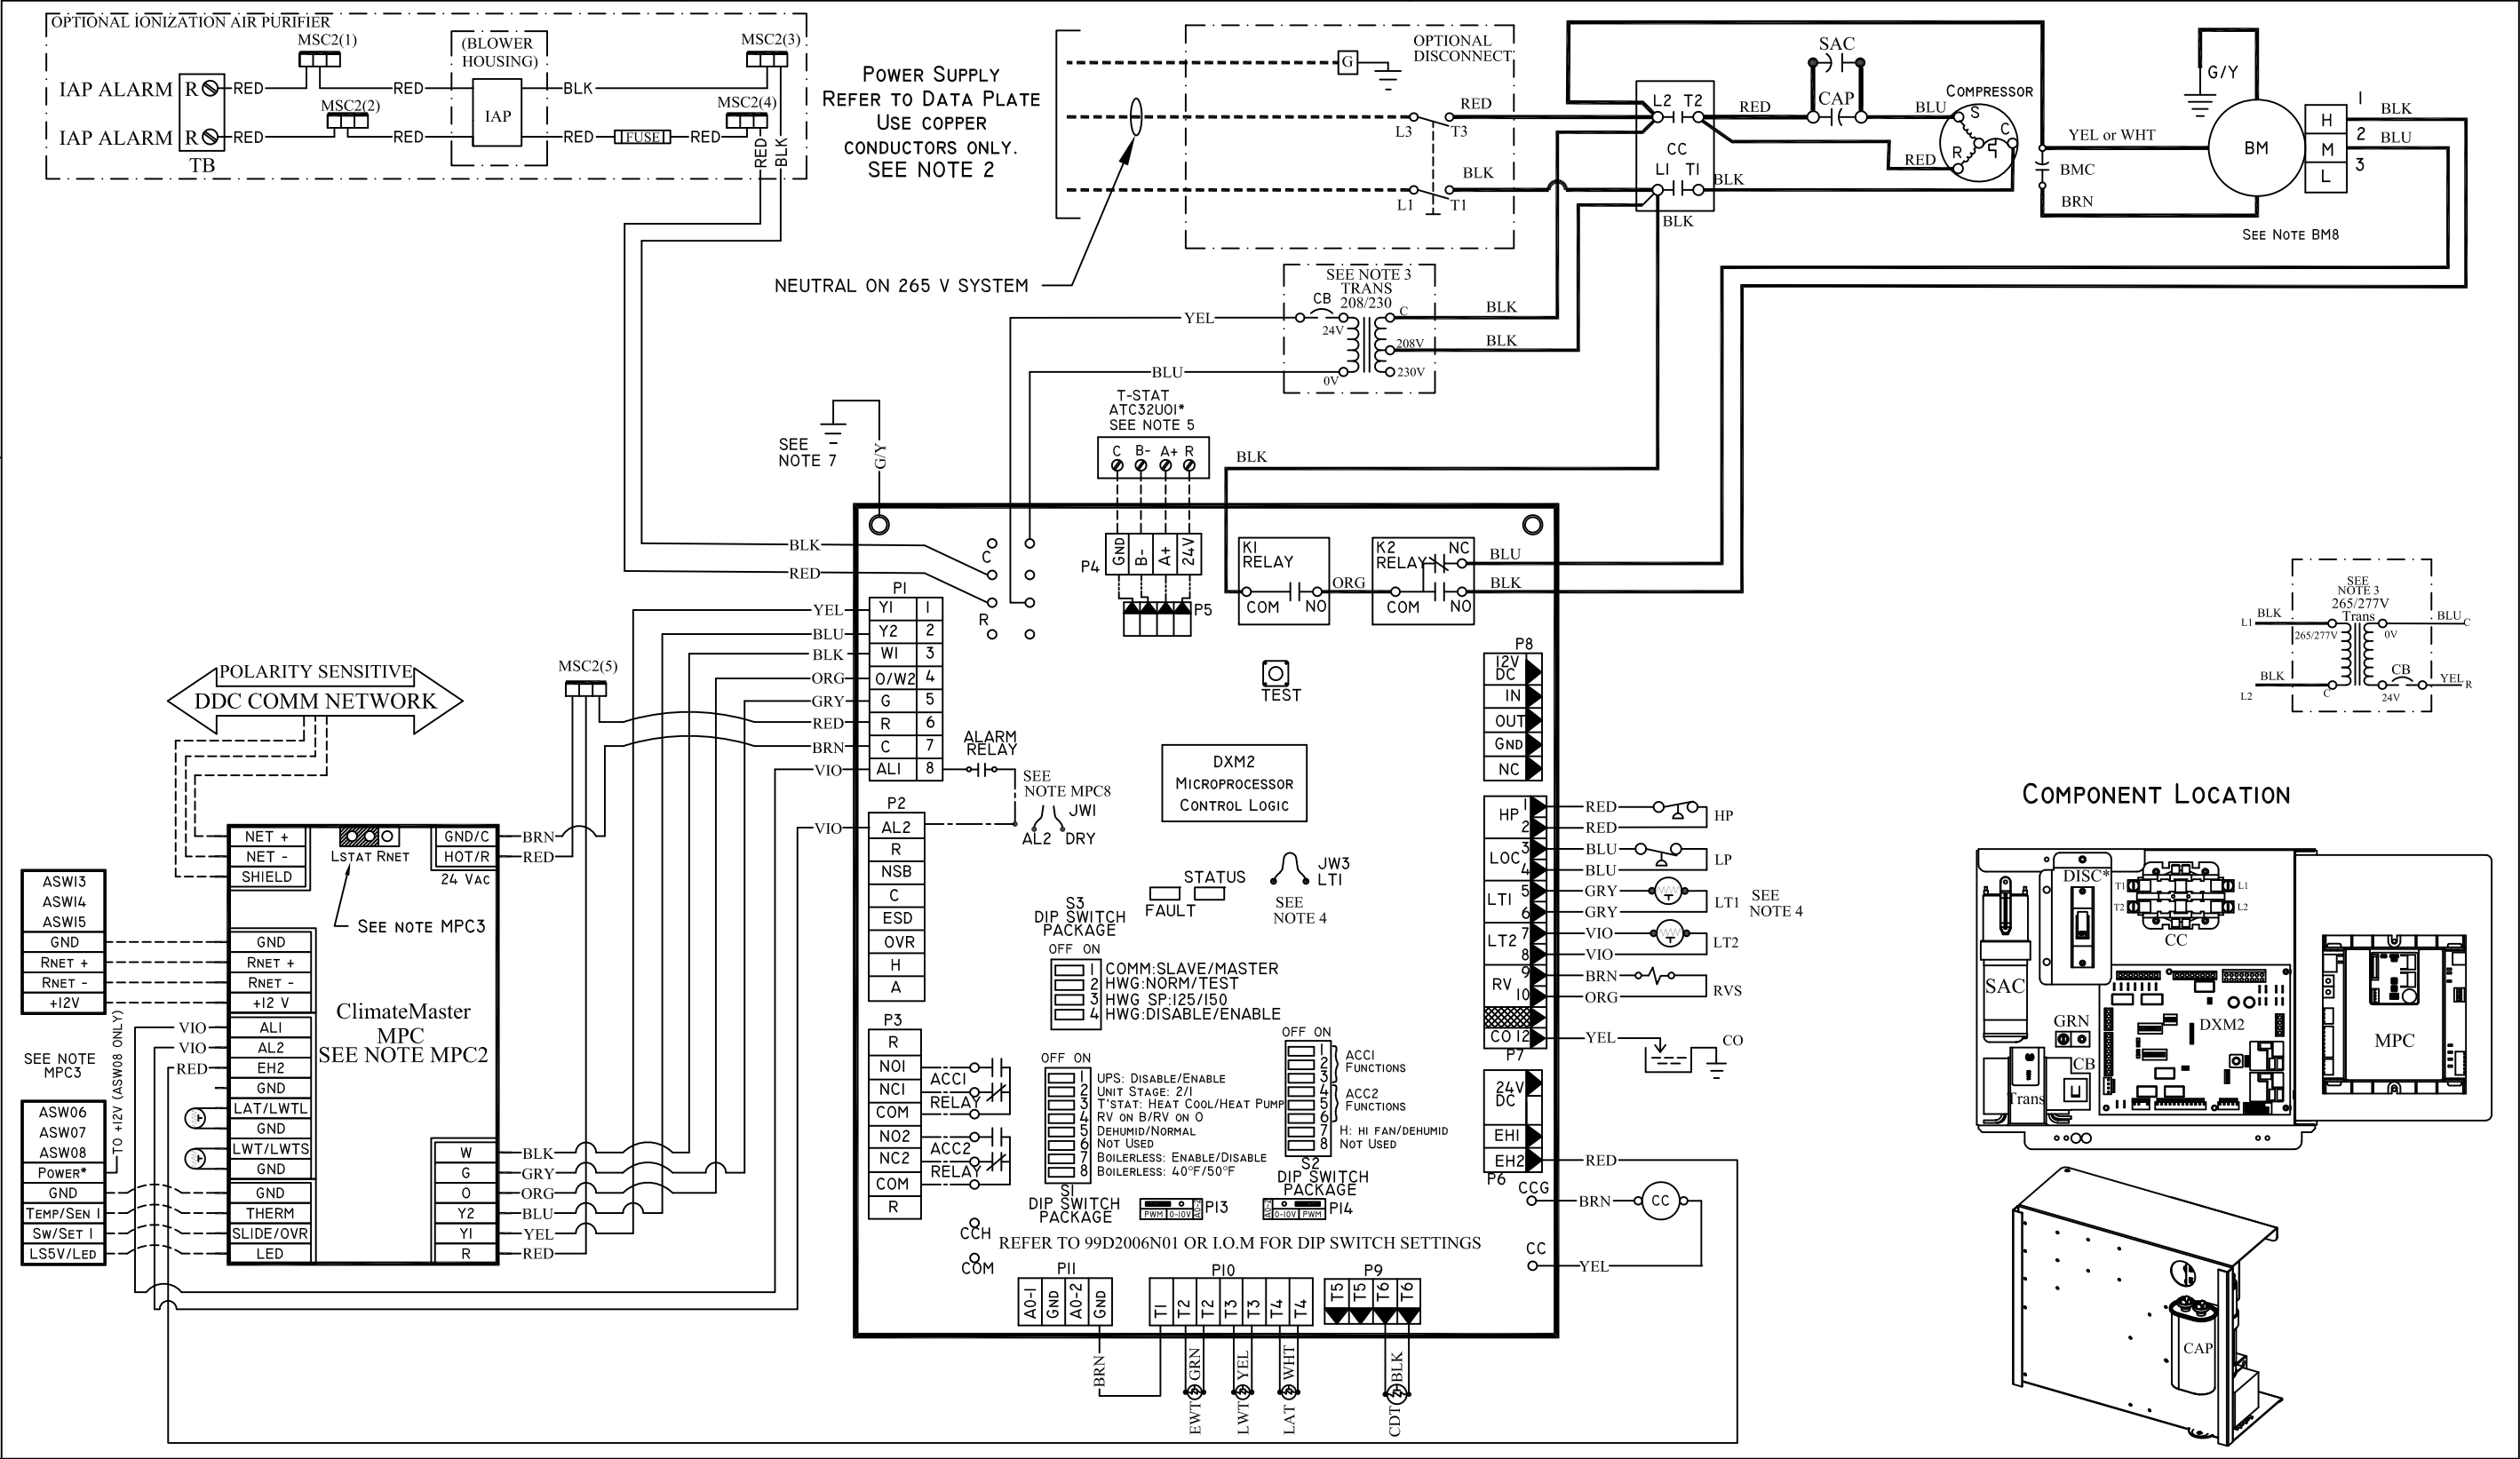 OPTIONAL IONIZATION AIR PURIFIER
MSC2(1)
(BLOWER
HOUSING)
MSC2(3)
IAP ALARM
R
RED
RED
BLK
MSC2(2)
IAP
MSC2(4)
IAP ALARM
R
RED
RED
RED
FUSE
RED
TB
RED
BLK
POWER SUPPLY
REFER TO DATA PLATE
USE COPPER
CONDUCTORS ONLY.
SEE NOTE 2
NEUTRAL ON 265 V SYSTEM
OPTIONAL
DISCONNECT
G
RED
L3
T3
BLK
L1
T1
L2 T2
CC
L1 T1
BLK
BLK
RED
SAC
CAP
BLU
RED
COMPRESSOR
S
C
R
YEL or WHT
BMC
BRN
G/Y
BM
H
M
L
1
2
3
BLK
BLU
SEE NOTE BM8
SEE NOTE 3
TRANS
208/230
CB
24V
0V
C
208V
230V
BLK
BLK
YEL
BLU
T-STAT
ATC32U01*
SEE NOTE 5
C B- A+ R
BLK
SEE
NOTE 7
G/Y
BLK
RED
C
R
P4
GND
B-
A+
24V
P5
K1
RELAY
COM
NO
ORG
K2
RELAY
NC
COM
NO
BLU
BLK
SEE
NOTE 3
265/277V
Trans
L1
BLK
265/277V
0V
BLU C
L2
BLK
C
CB
24V
YEL R
P1
YEL Y1 1
BLU Y2 2
BLK W1 3
ORG O/W2 4
GRY G 5
RED R 6
BRN C 7
VIO AL1 8
ALARM
RELAY
SEE
NOTE MPC8
JW1
AL2 DRY
TEST
DXM2
MICROPROCESSOR
CONTROL LOGIC
P8
12V
DC
IN
OUT
GND
NC
P2
VIO
AL2
R
NSB
C
ESD
OVR
H
A
FAULT
STATUS
JW3
LT1
SEE
NOTE 4
HP
1
2
LOC
3
4
LT1
5
6
LT2
7
8
RV
9
10
CO 12
P7
RED
RED
HP
BLU
BLU
LP
GRY
GRY
LT1
SEE
NOTE 4
VIO
VIO
LT2
BRN
ORG
RVS
YEL
CO
S3
DIP SWITCH
PACKAGE
OFF ON
1 COMM:SLAVE/MASTER
2 HWG:NORM/TEST
3 HWG SP:125/150
4 HWG:DISABLE/ENABLE
P3
R
NO1
NC1
COM
NO2
NC2
COM
R
ACC1
RELAY
ACC2
RELAY
OFF ON
1 UPS: DISABLE/ENABLE
2 UNIT STAGE: 2/1
3 T'STAT: HEAT COOL/HEAT PUMP
4 RV ON B/RV ON O
5 DEHUMID/NORMAL
6 NOT USED
7 BOILERLESS: ENABLE/DISABLE
8 BOILERLESS: 40°F/50°F
S1
DIP SWITCH
PACKAGE
OFF ON
1
2
3
4
5
6
7
8
ACC1
FUNCTIONS
ACC2
FUNCTIONS
H: HI FAN/DEHUMID
NOT USED
S2
DIP SWITCH
PACKAGE
PWM 0-10V AO-2
P13
AO-2 0-10V PWM
P14
24V
DC
EH1
EH2
P6
RED
CCG
BRN
CC
CC
YEL
CCH
COM
REFER TO 99D2006N01 OR I.O.M FOR DIP SWITCH SETTINGS
P11
A0-1
GND
A0-2
GND
P10
T1
T2
T2
T3
T3
T4
T4
P9
T5
T5
T6
T6
BRN
GRN
EWT
YEL
LWT
WHT
LAT
BLK
CDT
POLARITY SENSITIVE
DDC COMM NETWORK
MSC2(5)
NET +
NET -
SHIELD
LSTAT RNET
SEE NOTE MPC3
GND/C
HOT/R
24 VAC
BRN
RED
ASW13
ASW14
ASW15
GND
RNET +
RNET -
+12V
GND
RNET +
RNET -
+12 V
ClimateMaster
MPC
SEE NOTE MPC2
SEE NOTE
MPC3
TO +12V (ASW08 ONLY)
VIO
VIO
RED
AL1
AL2
EH2
GND
LAT/LWTL
GND
LWT/LWTS
GND
ASW06
ASW07
ASW08
POWER*
GND
TEMP/SEN 1
SW/SET 1
LS5V/LED
GND
THERM
SLIDE/OVR
LED
W BLK
G GRY
O ORG
Y2 BLU
Y1 YEL
R RED
COMPONENT LOCATION
DISC*
T1
T2
L1
L2
CC
SAC
GRN
CB
Trans
DXM2
MPC
CAP